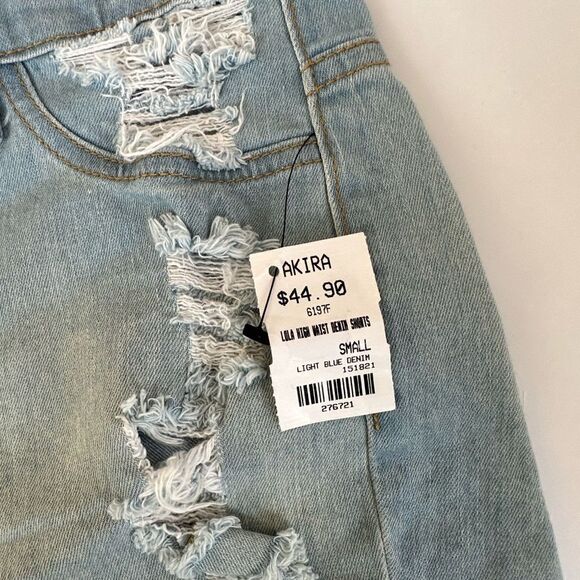 AKIRA
$44.90
6197F
LOLA HIGH WAIST DENIM SHORTS
SMALL
LIGHT BLUE DENIM
151821
276721